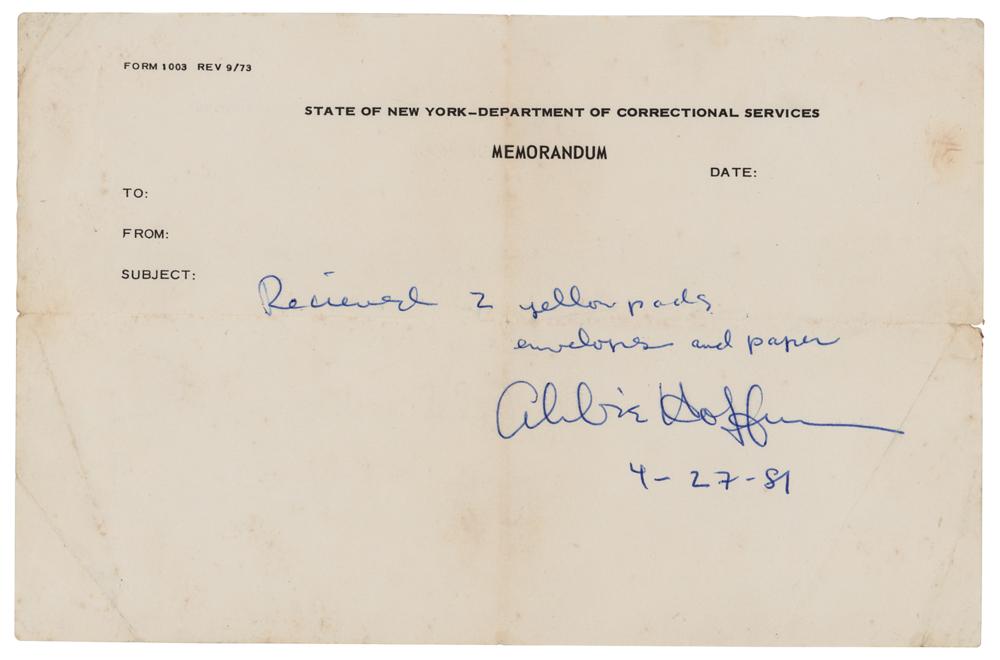 FORM 1003 REV 9/73
STATE OF NEW YORK-DEPARTMENT OF CORRECTIONAL SERVICES
MEMORANDUM
DATE:
TO:
FROM:
SUBJECT:
Recieved 2 yellow pads
envelopes and paper
Abbie Hoffman
4-27-81